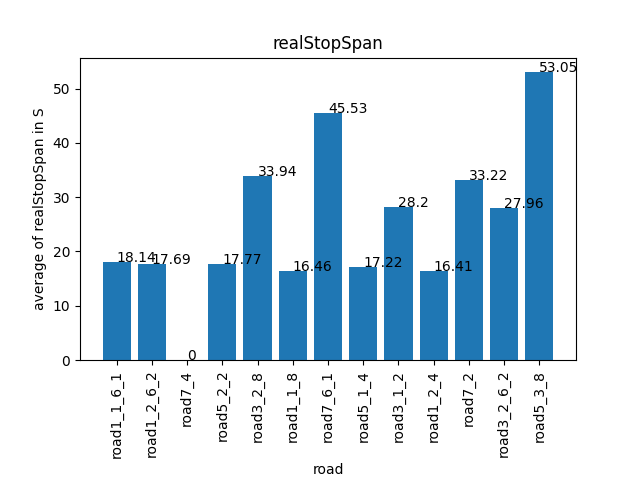 realStopSpan
average of realStopSpan in S
50
40
30
20
10
0
18.14
17.69
0
17.77
33.94
16.46
45.53
17.22
28.2
16.41
33.22
27.96
53.05
road1_1_6_1
road1_2_6_2
road7_4
road5_2_2
road3_2_8
road1_1_8
road7_6_1
road5_1_4
road3_1_2
road1_2_4
road7_2
road3_2_6_2
road5_3_8
road